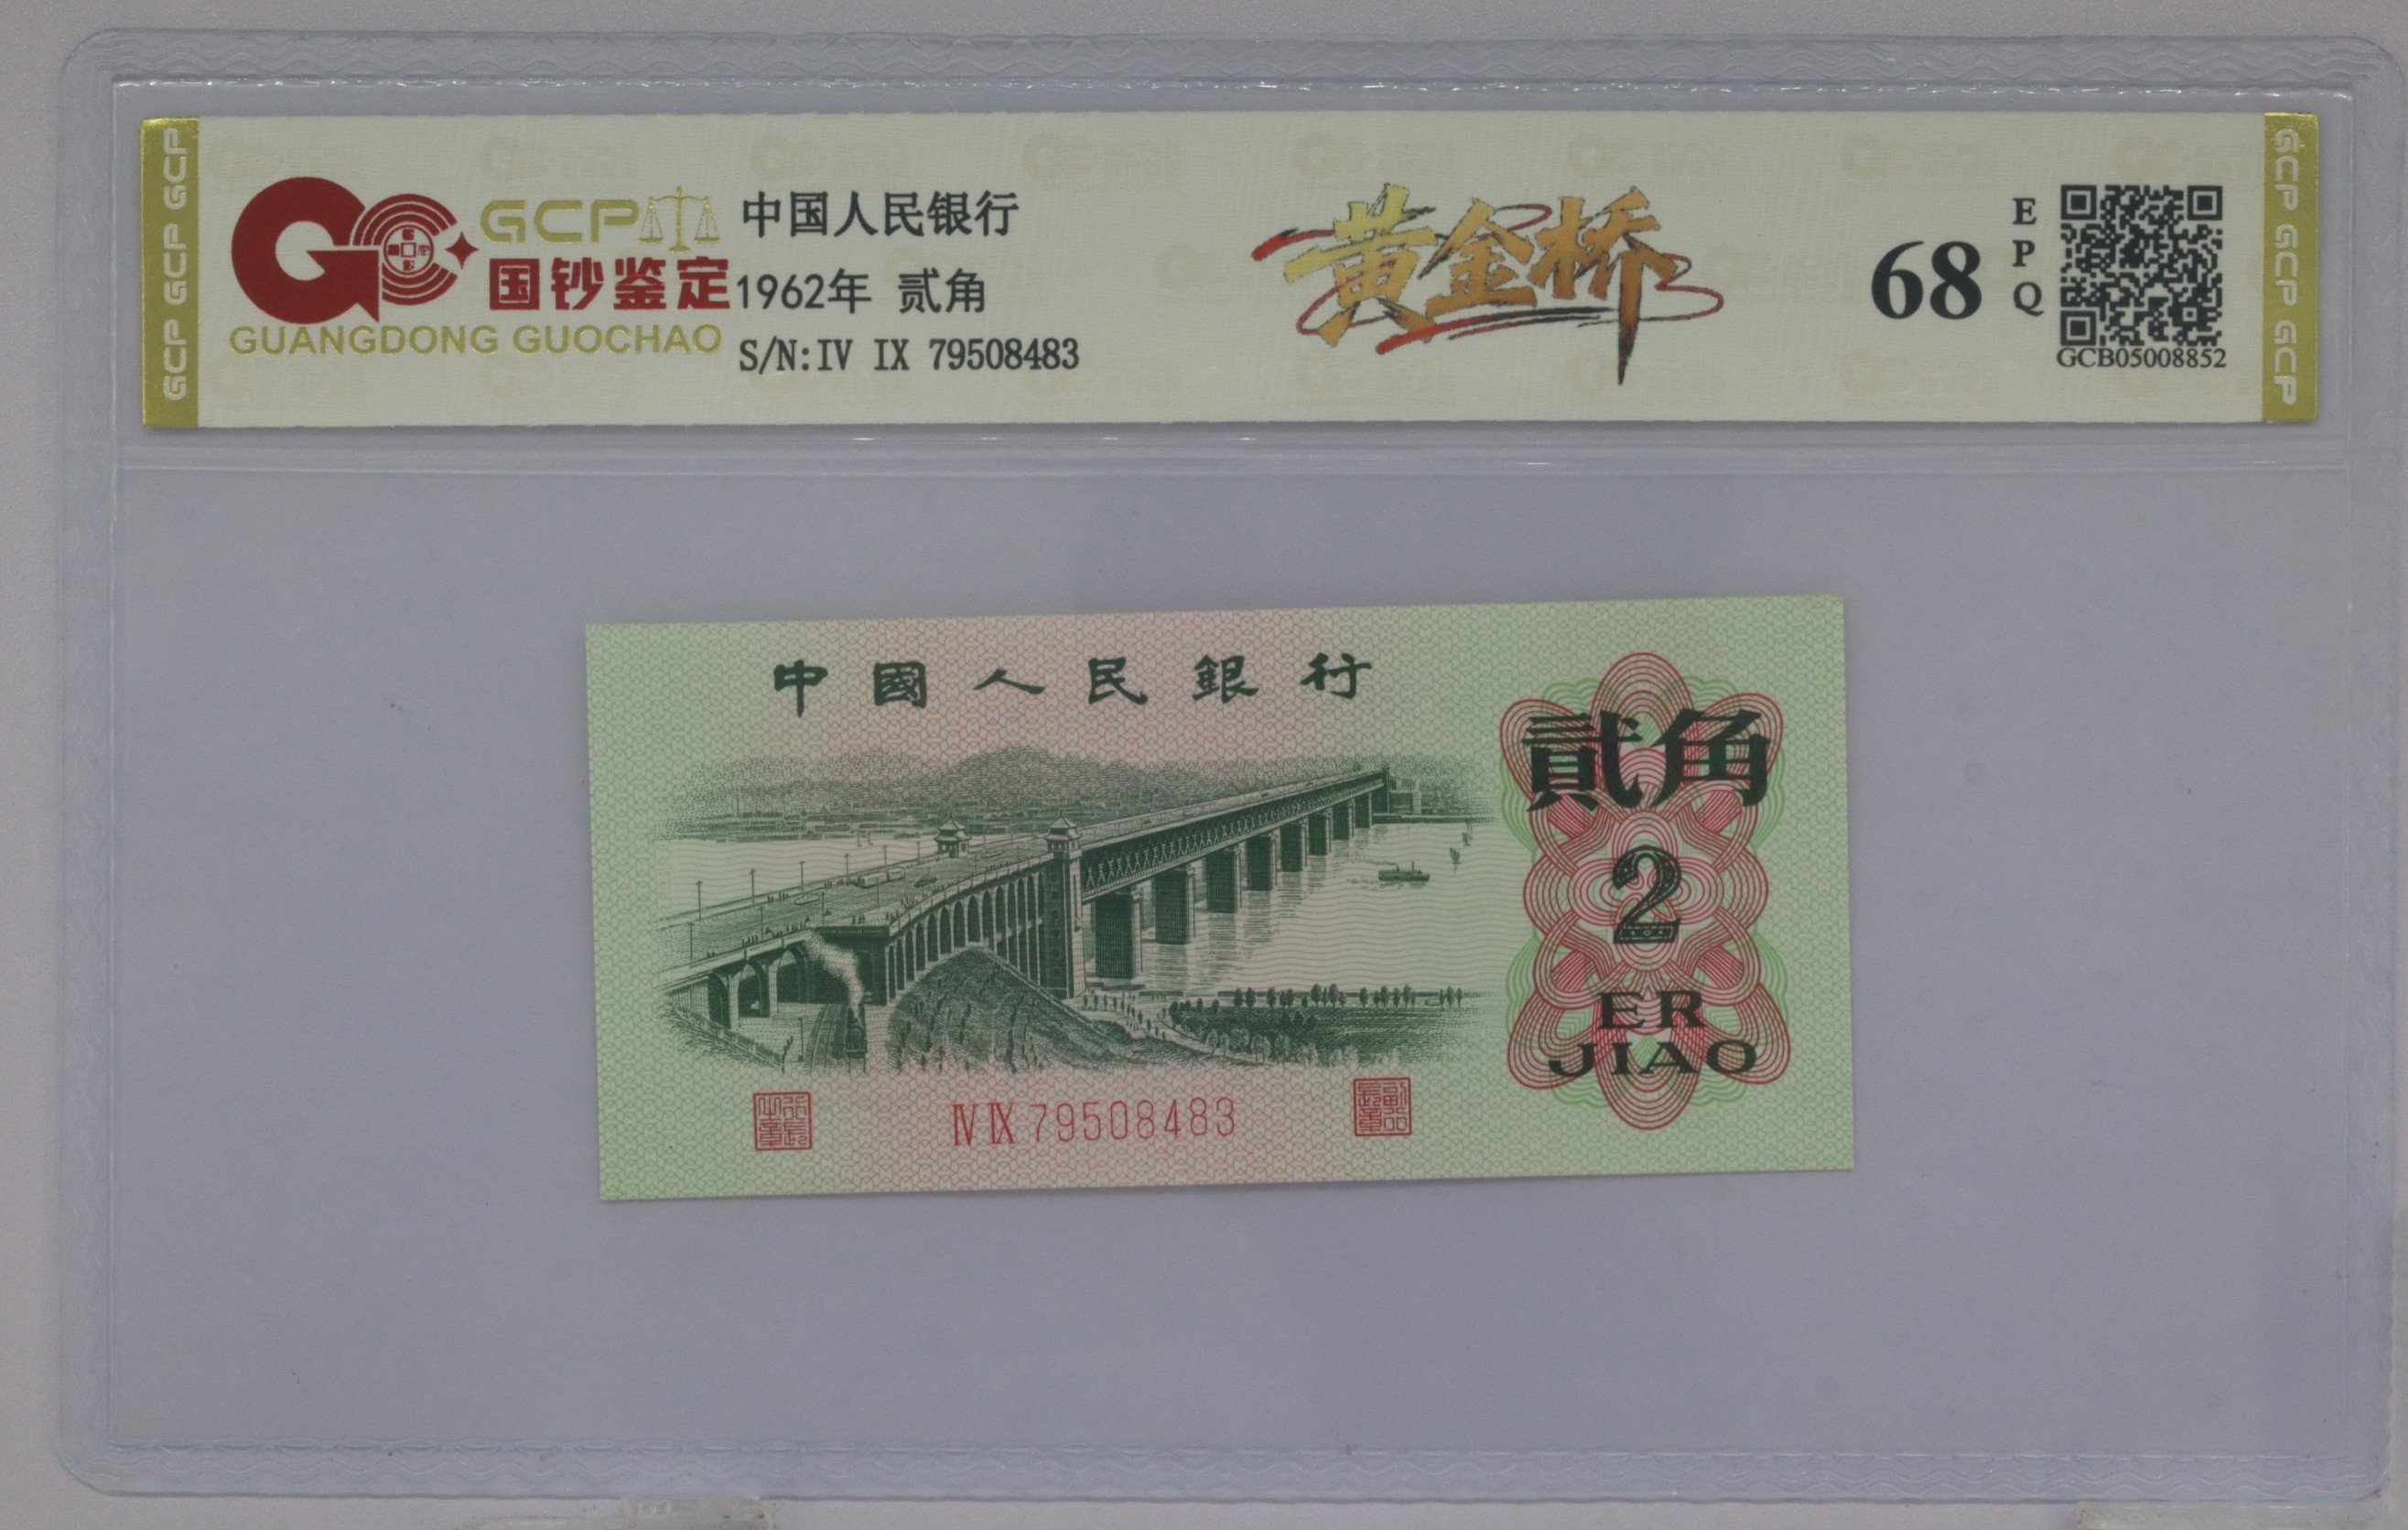 GCP GCP GCP
GCP
国钞鉴定
GUANGDONG GUOCHAO
中国人民银行
1962年 贰角
S/N:IV IX 79508483
黄金桥
68
EPQ
GCB05008852
GCP GCP GCP
中國人民銀行
貳角
2
ER
JIAO
IV IX 79508483